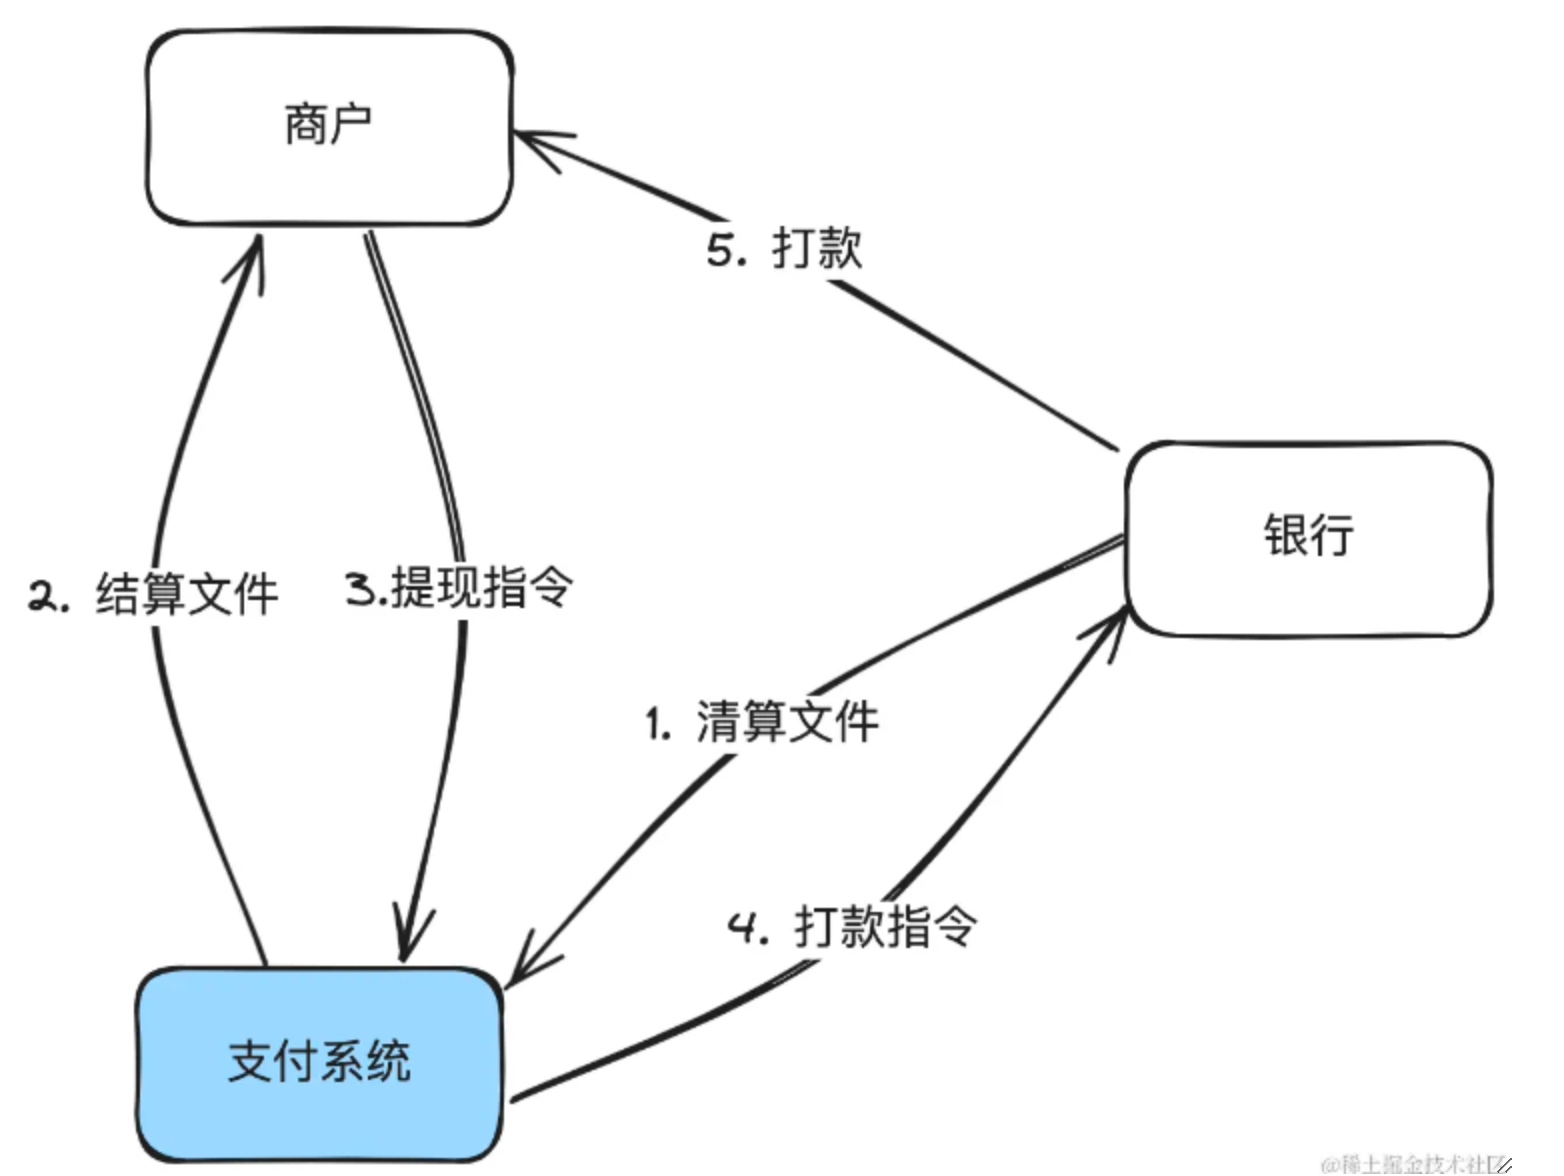 商户
5. 打款
银行
2. 结算文件
3.提现指令
1. 清算文件
4. 打款指令
支付系统
@稀土掘金技术社区